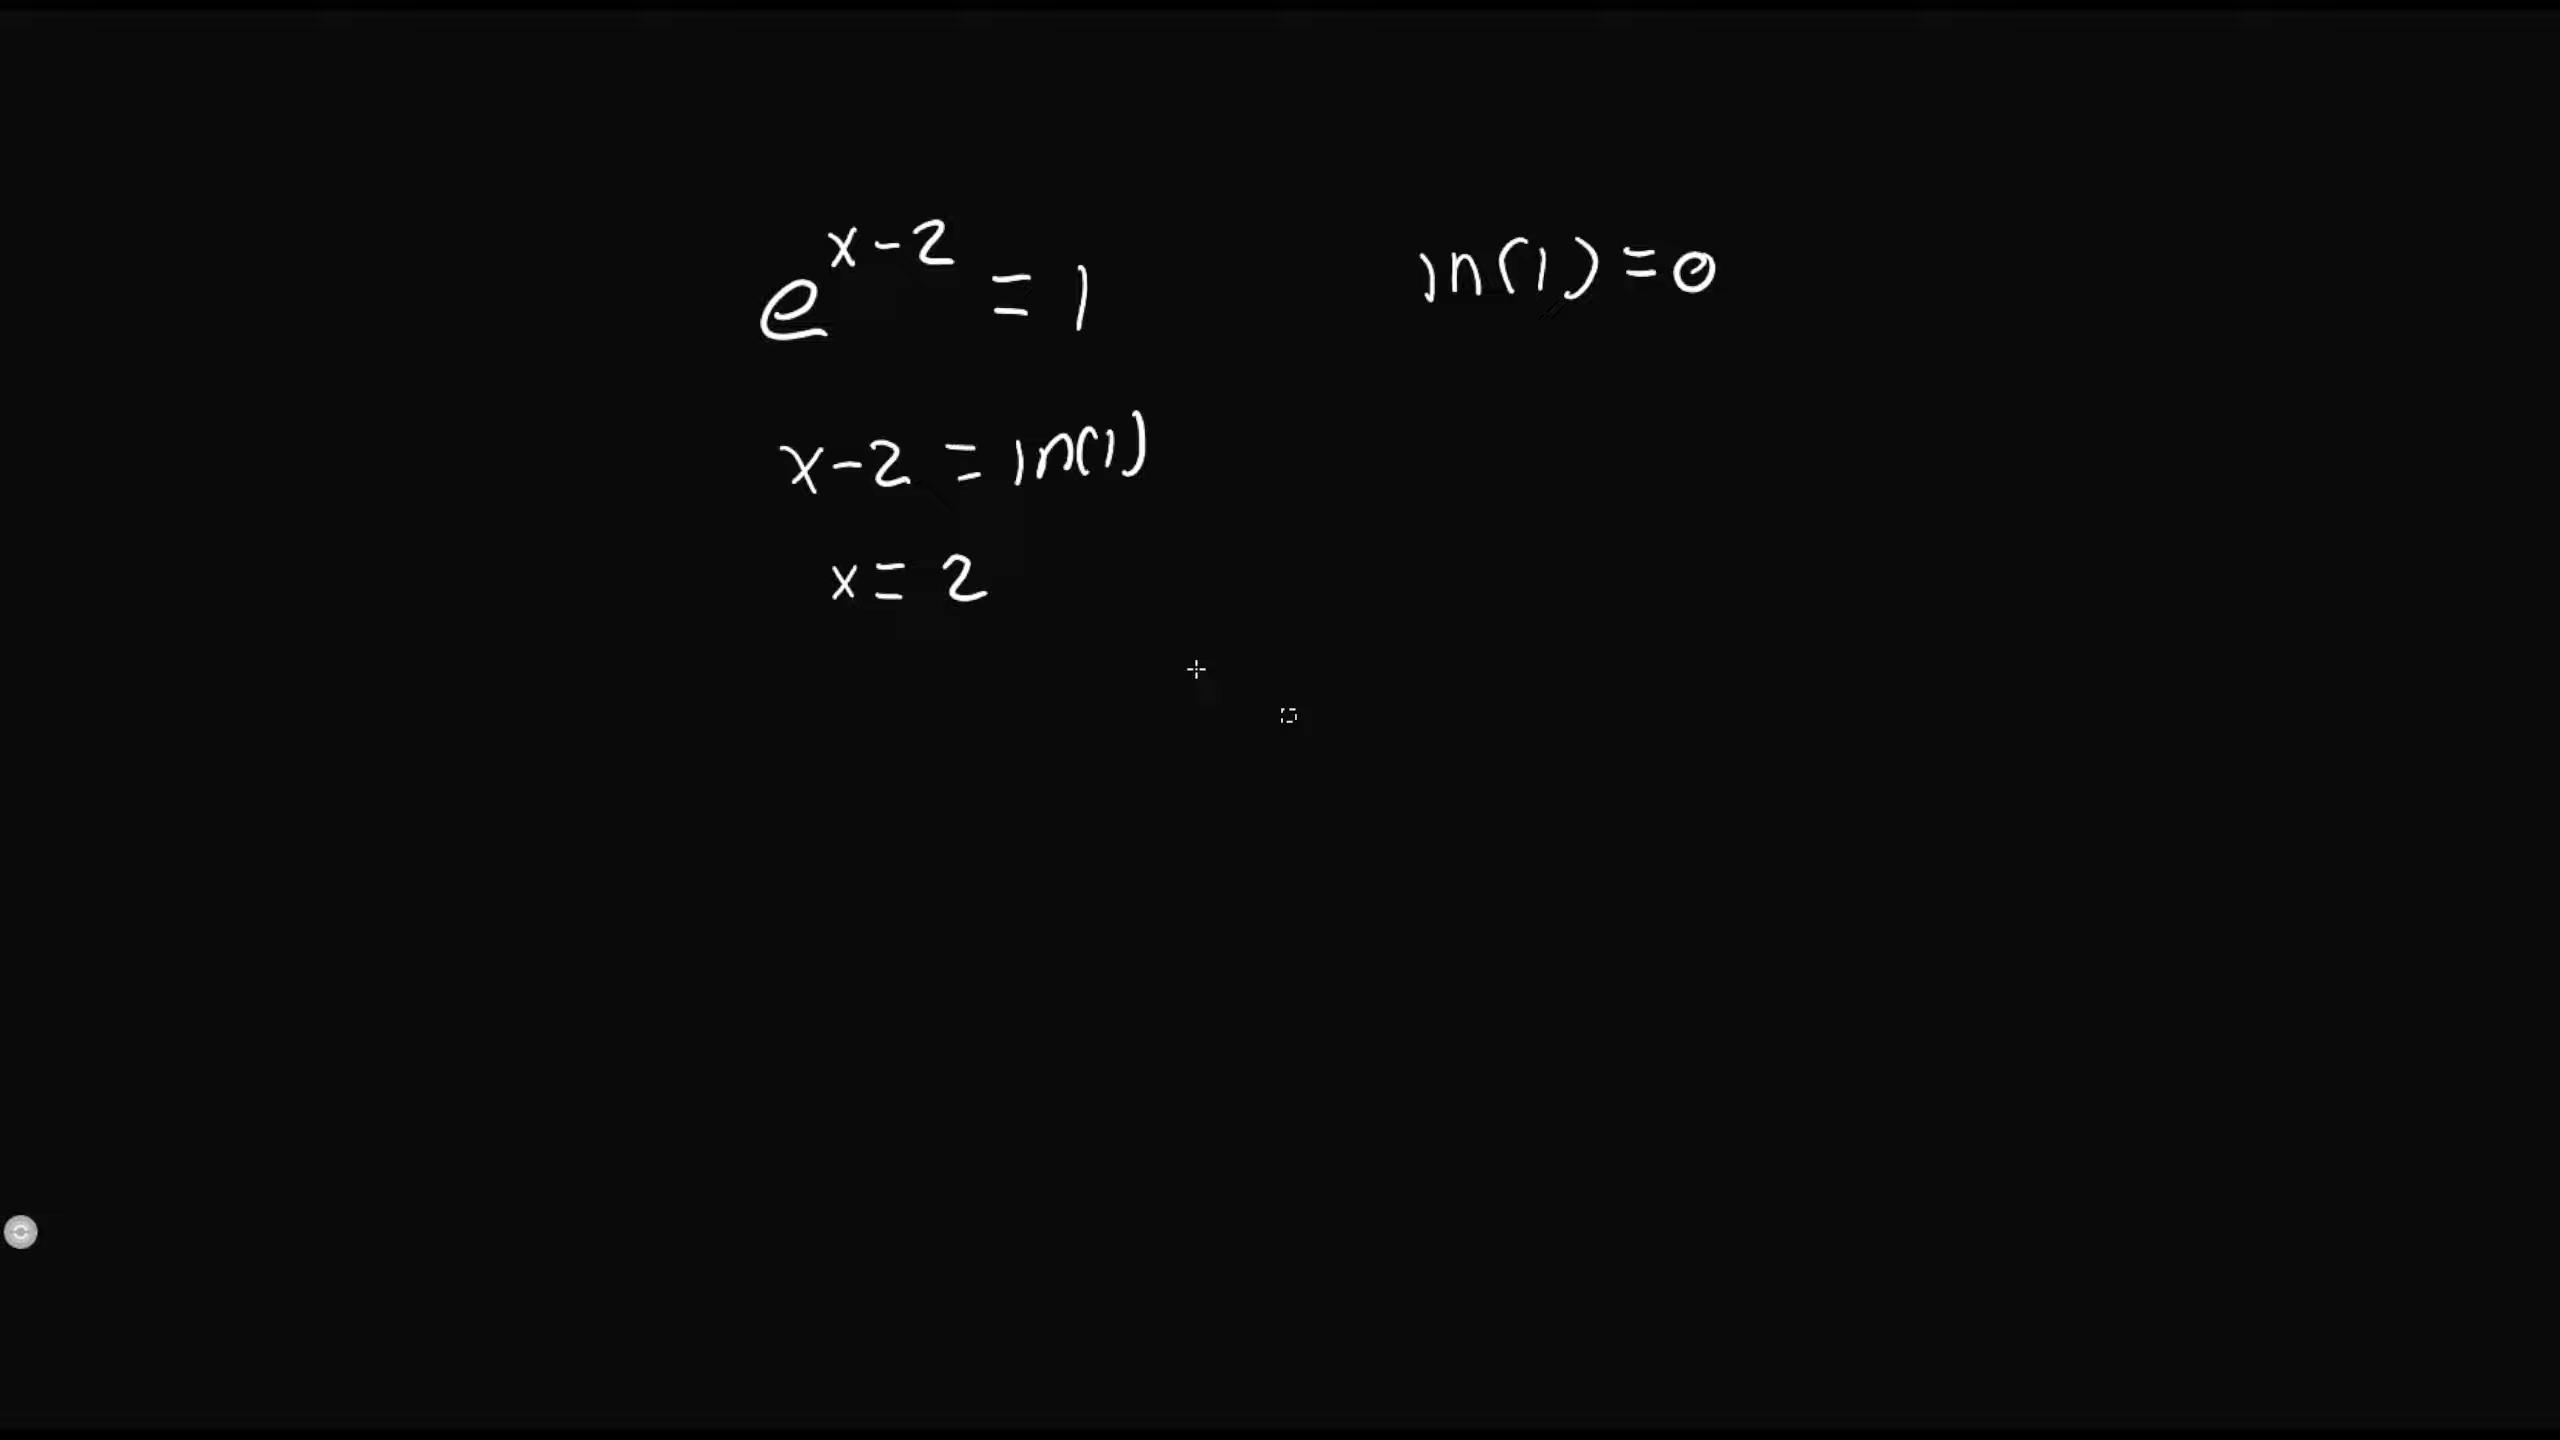 e^{x-2} = 1
ln(1) = 0
x-2 = ln(1)
x = 2